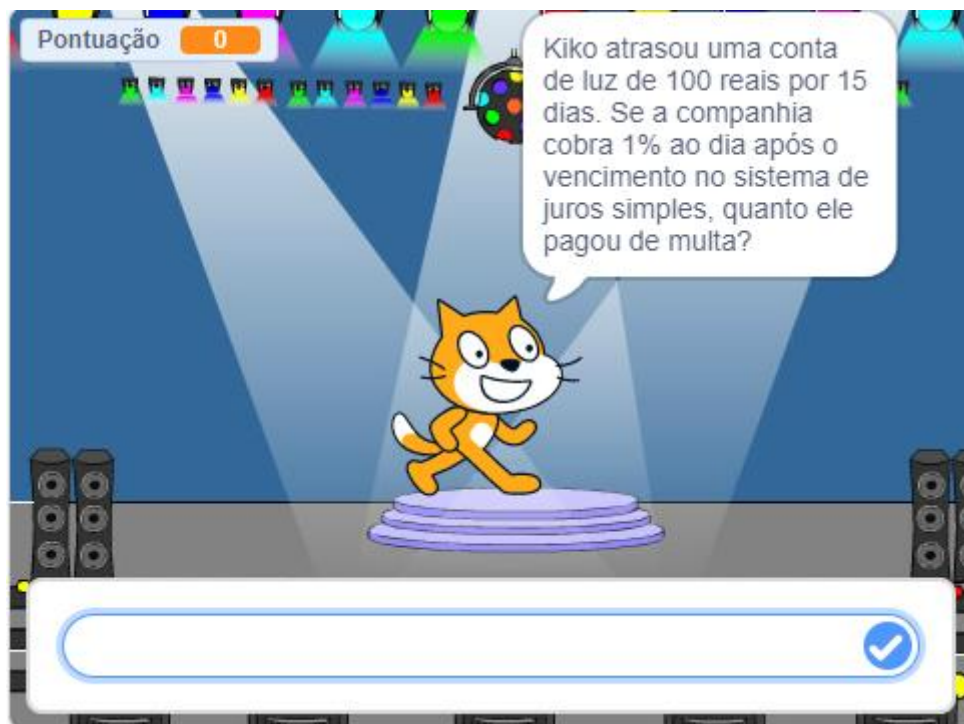 Pontuação 0
Kiko atrasou uma conta
de luz de 100 reais por 15
dias. Se a companhia
cobra 1% ao dia após o
vencimento no sistema de
juros simples, quanto ele
pagou de multa?